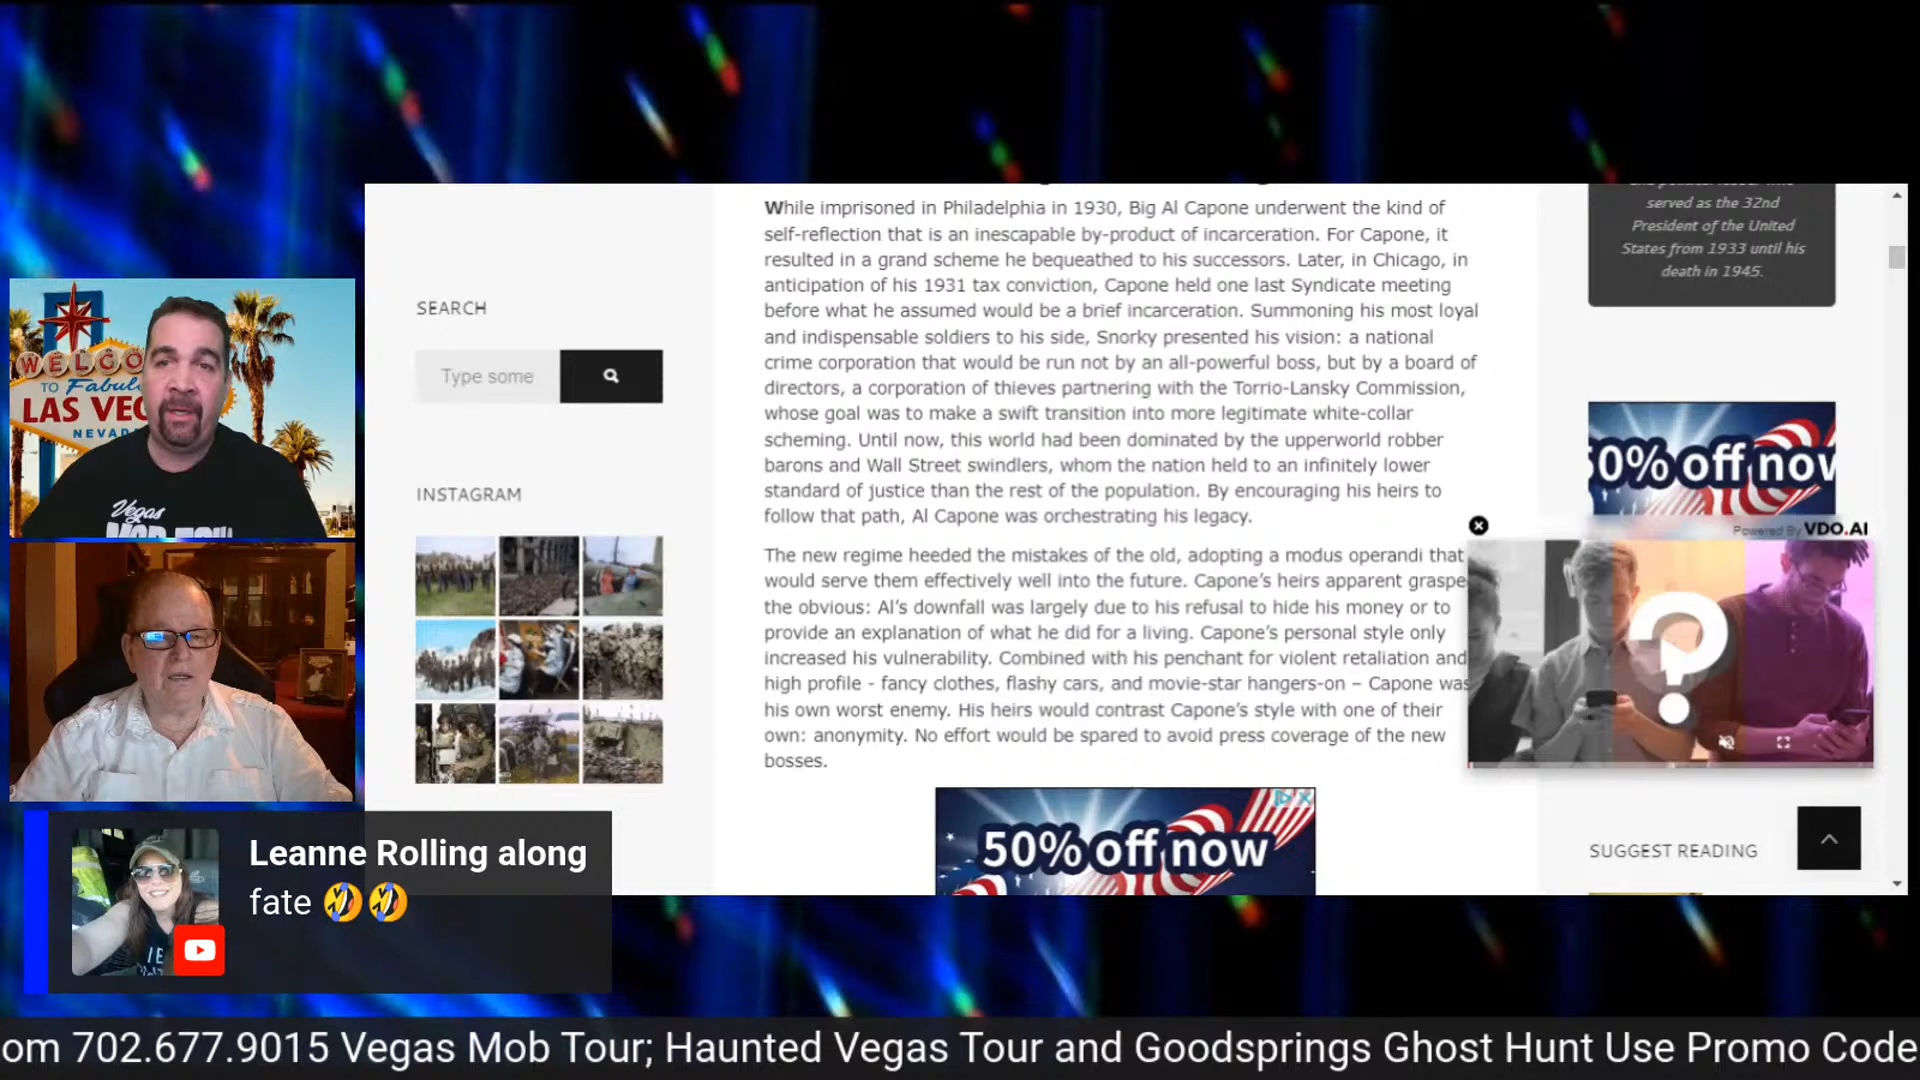 WELCO
TO Fabul
LAS VEG
NEVAD
Vegas
SEARCH
Type some
INSTAGRAM
While imprisoned in Philadelphia in 1930, Big Al Capone underwent the kind of
self-reflection that is an inescapable by-product of incarceration. For Capone, it
resulted in a grand scheme he bequeathed to his successors. Later, in Chicago, in
anticipation of his 1931 tax conviction, Capone held one last Syndicate meeting
before what he assumed would be a brief incarceration. Summoning his most loyal
and indispensable soldiers to his side, Snorky presented his vision: a national
crime corporation that would be run not by an all-powerful boss, but by a board of
directors, a corporation of thieves partnering with the Torrio-Lansky Commission,
whose goal was to make a swift transition into more legitimate white-collar
scheming. Until now, this world had been dominated by the upperworld robber
barons and Wall Street swindlers, whom the nation held to an infinitely lower
standard of justice than the rest of the population. By encouraging his heirs to
follow that path, Al Capone was orchestrating his legacy.
The new regime heeded the mistakes of the old, adopting a modus operandi that
would serve them effectively well into the future. Capone's heirs apparent graspe
the obvious: Al's downfall was largely due to his refusal to hide his money or to
provide an explanation of what he did for a living. Capone's personal style only
increased his vulnerability. Combined with his penchant for violent retaliation and
high profile - fancy clothes, flashy cars, and movie-star hangers-on – Capone was
his own worst enemy. His heirs would contrast Capone's style with one of their
own: anonymity. No effort would be spared to avoid press coverage of the new
bosses.
50% off now
served as the 32nd
President of the United
States from 1933 until his
death in 1945.
0% off now
Powered By VDO.AI
?
SUGGEST READING
Leanne Rolling along
fate 🤣🤣
om 702.677.9015 Vegas Mob Tour; Haunted Vegas Tour and Goodsprings Ghost Hunt Use Promo Code